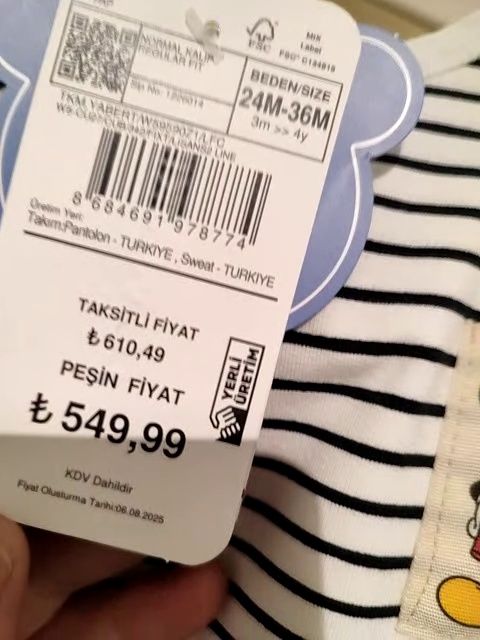 NORMAL KALIP
REGULAR FIT
FSC
MIX
Label
BEDEN/SIZE
24M-36M
3m >> 4y
8 684691 978774
Üretim Yeri:
Takım:Pantolon - TURKIYE , Sweat - TURKIYE
TAKSİTLİ FİYAT
₺ 610,49
PEŞİN FİYAT
₺ 549,99
YERLİ
ÜRETİM
KDV Dahildir
Fiyat Olusturma Tarihi:06.08.2025